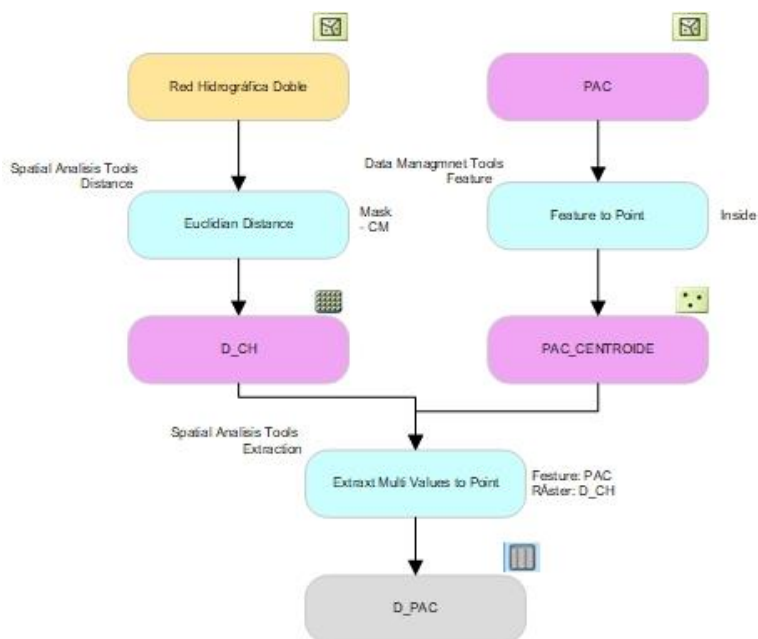 Red Hidrográfica Doble
PAC
Spatial Analisis Tools
Distance
Data Managmnet Tools
Feature
Euclidian Distance
Mask
- CM
Feature to Point
Inside
D_CH
PAC_CENTROIDE
Spatial Analisis Tools
Extraction
Extraxt Multi Values to Point
Festure: PAC
RÁster: D_CH
D_PAC